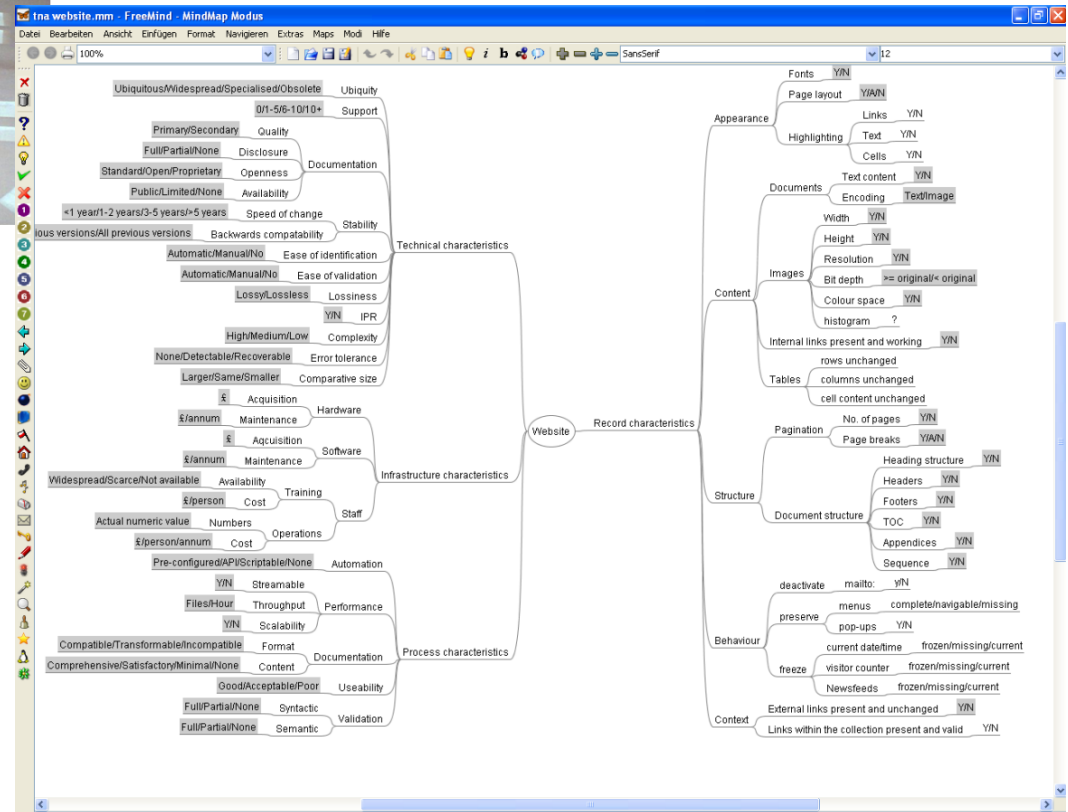 tna website.mm - FreeMind - MindMap Modus
Datei Bearbeiten Ansicht Einfügen Format Navigieren Extras Maps Modi Hilfe
100% i b SansSerif 12
Ubiquitous/Widespread/Specialised/Obsolete Ubiquity
0/1-5/6-10/10+ Support
Primary/Secondary Quality
Full/Partial/None Disclosure
Standard/Open/Proprietary Openness
Public/Limited/None Availability
Documentation
<1 year/1-2 years/3-5 years/>5 years Speed of change
ious versions/All previous versions Backwards compatability
Stability
Automatic/Manual/No Ease of identification
Automatic/Manual/No Ease of validation
Lossy/Lossless Lossiness
Y/N IPR
High/Medium/Low Complexity
None/Detectable/Recoverable Error tolerance
Larger/Same/Smaller Comparative size
Technical characteristics
£ Acquisition
£/annum Maintenance
Hardware
£ Aqcuisition
£/annum Maintenance
Software
Widespread/Scarce/Not available Availability
£/person Cost
Training
Actual numeric value Numbers
£/person/annum Cost
Operations
Staff
Infrastructure characteristics
Pre-configured/API/Scriptable/None Automation
Y/N Streamable
Files/Hour Throughput
Y/N Scalability
Performance
Compatible/Transformable/Incompatible Format
Comprehensive/Satisfactory/Minimal/None Content
Documentation
Good/Acceptable/Poor Useability
Full/Partial/None Syntactic
Full/Partial/None Semantic
Validation
Process characteristics
Website
Record characteristics
Appearance
Fonts Y/N
Page layout Y/A/N
Highlighting
Links Y/N
Text Y/N
Cells Y/N
Content
Documents
Text content Y/N
Encoding Text/Image
Images
Width Y/N
Height Y/N
Resolution Y/N
Bit depth >= original/< original
Colour space Y/N
histogram ?
Internal links present and working Y/N
Tables
rows unchanged
columns unchanged
cell content unchanged
Structure
Pagination
No. of pages Y/N
Page breaks Y/A/N
Document structure
Heading structure Y/N
Headers Y/N
Footers Y/N
TOC Y/N
Appendices Y/N
Sequence Y/N
Behaviour
deactivate mailto: y/N
preserve
menus complete/navigable/missing
pop-ups Y/N
freeze
current date/time frozen/missing/current
visitor counter frozen/missing/current
Newsfeeds frozen/missing/current
Context
External links present and unchanged Y/N
Links within the collection present and valid Y/N
?
1
2
3
4
5
6
7